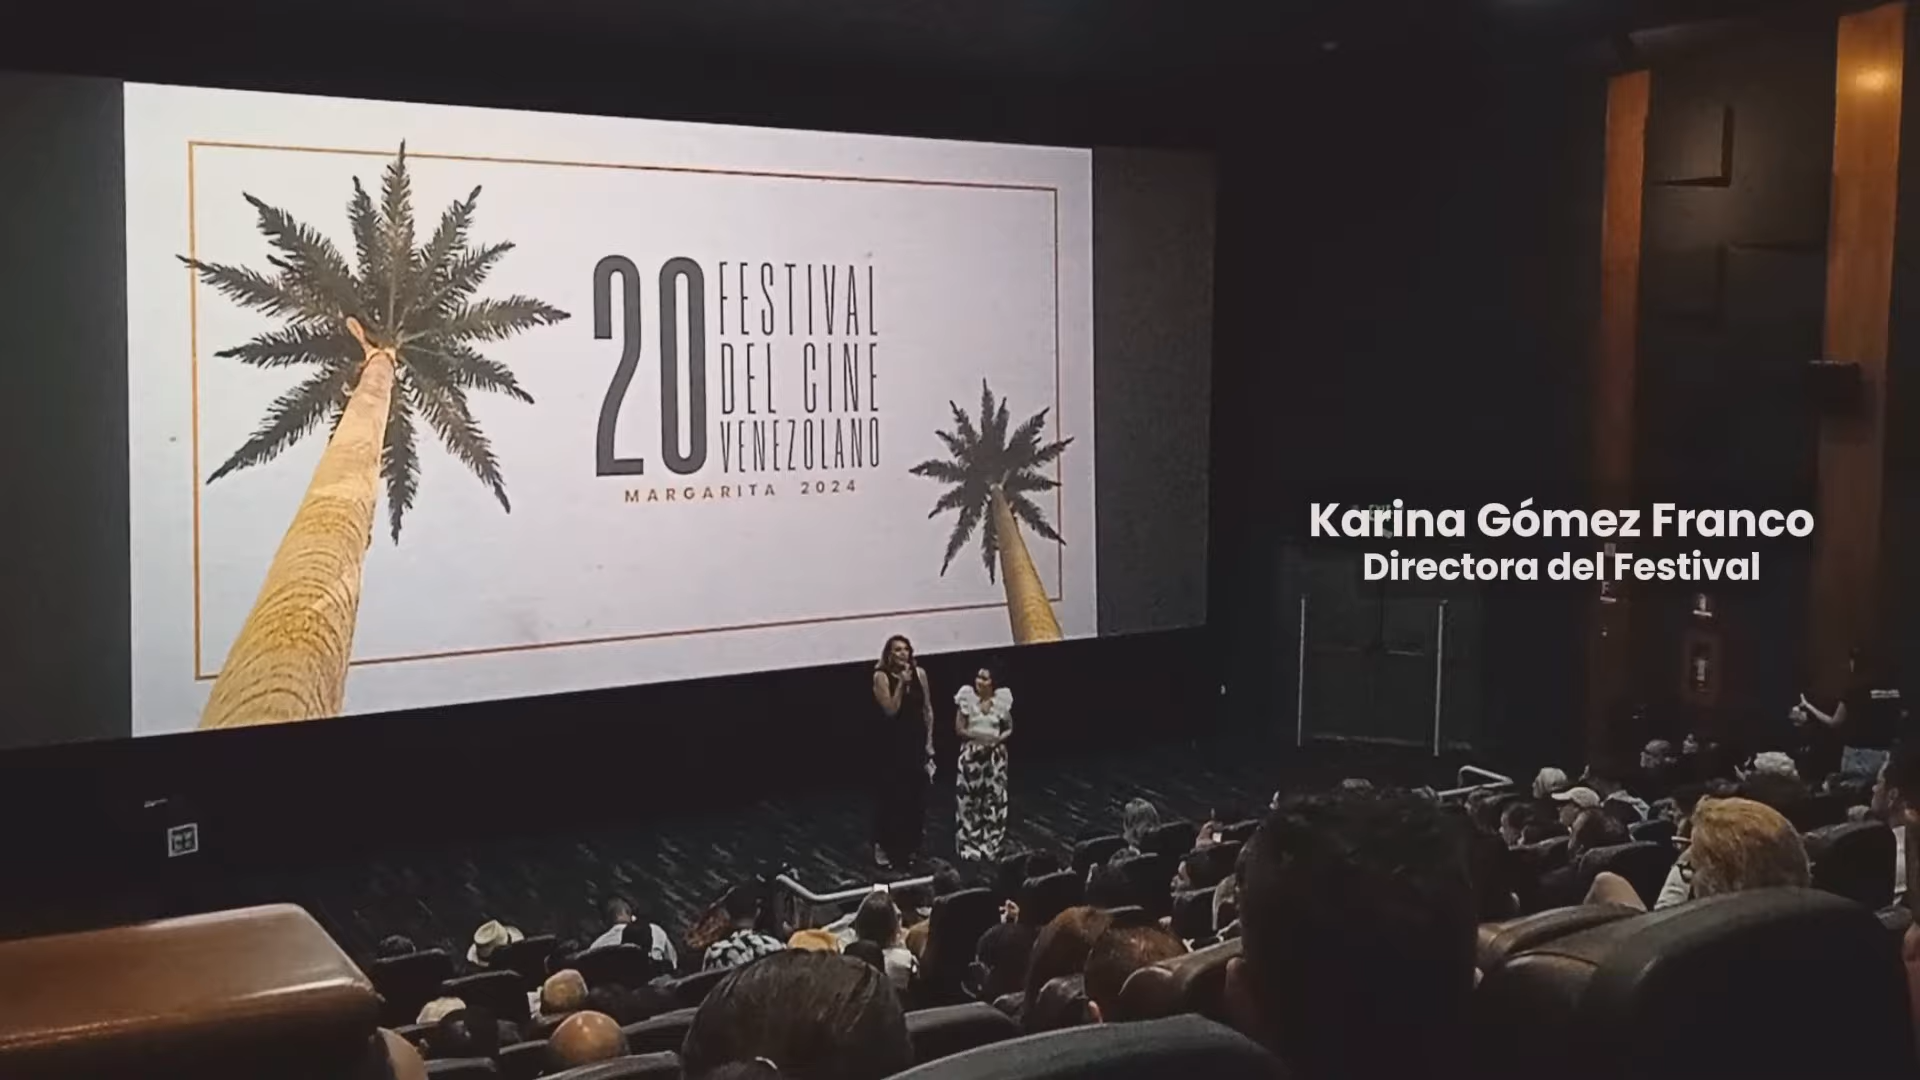 20 FESTIVAL
DEL CINE
VENEZOLANO
MARGARITA 2024
Karina Gómez Franco
Directora del Festival